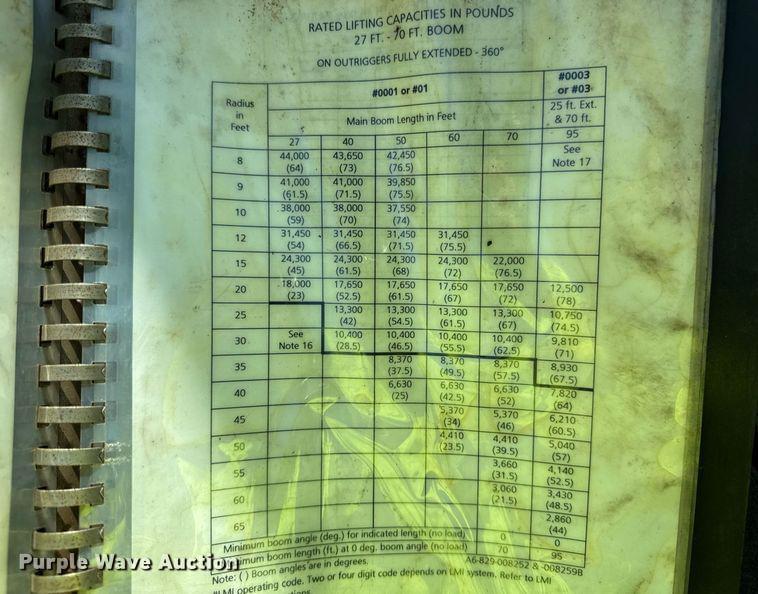 RATED LIFTING CAPACITIES IN POUNDS
27 FT. - 70 FT. BOOM
ON OUTRIGGERS FULLY EXTENDED - 360°
Radius in Feet #0001 or #01 #0003 or #03
Main Boom Length in Feet 25 ft. Ext. & 70 ft.
27 40 50 60 70 95
8 44,000 (64) 43,650 (73) 42,450 (76.5) See Note 17
9 41,000 (61.5) 41,000 (71.5) 39,850 (75.5)
10 38,000 (59) 38,000 (70) 37,550 (74)
12 31,450 (54) 31,450 (66.5) 31,450 (71.5) 31,450 (75.5)
15 24,300 (45) 24,300 (61.5) 24,300 (68) 24,300 (72) 22,000 (76.5)
20 18,000 (23) 17,650 (52.5) 17,650 (61.5) 17,650 (67) 17,650 (72) 12,500 (78)
25 See Note 16 13,300 (42) 13,300 (54.5) 13,300 (61.5) 13,300 (67) 10,750 (74.5)
30 10,400 (28.5) 10,400 (46.5) 10,400 (55.5) 10,400 (62.5) 9,810 (71)
35 8,370 (37.5) 8,370 (49.5) 8,370 (57.5) 8,930 (67.5)
40 6,630 (25) 6,630 (42.5) 6,630 (52) 7,820 (64)
45 5,370 (34) 5,370 (46) 6,210 (60.5)
50 4,410 (23.5) 4,410 (39.5) 5,040 (57)
55 3,660 (31.5) 4,140 (52.5)
60 3,060 (21.5) 3,430 (48.5)
65 2,860 (44)
Minimum boom angle (deg.) for indicated length (no load) 0 0
imum boom length (ft.) at 0 deg. boom angle (no load) 70 95
Note: ( ) Boom angles are in degrees. A6-829-008252 & -008259B
#LMI operating code. Two or four digit code depends on LMI system. Refer to LMI
Purple Wave Auction